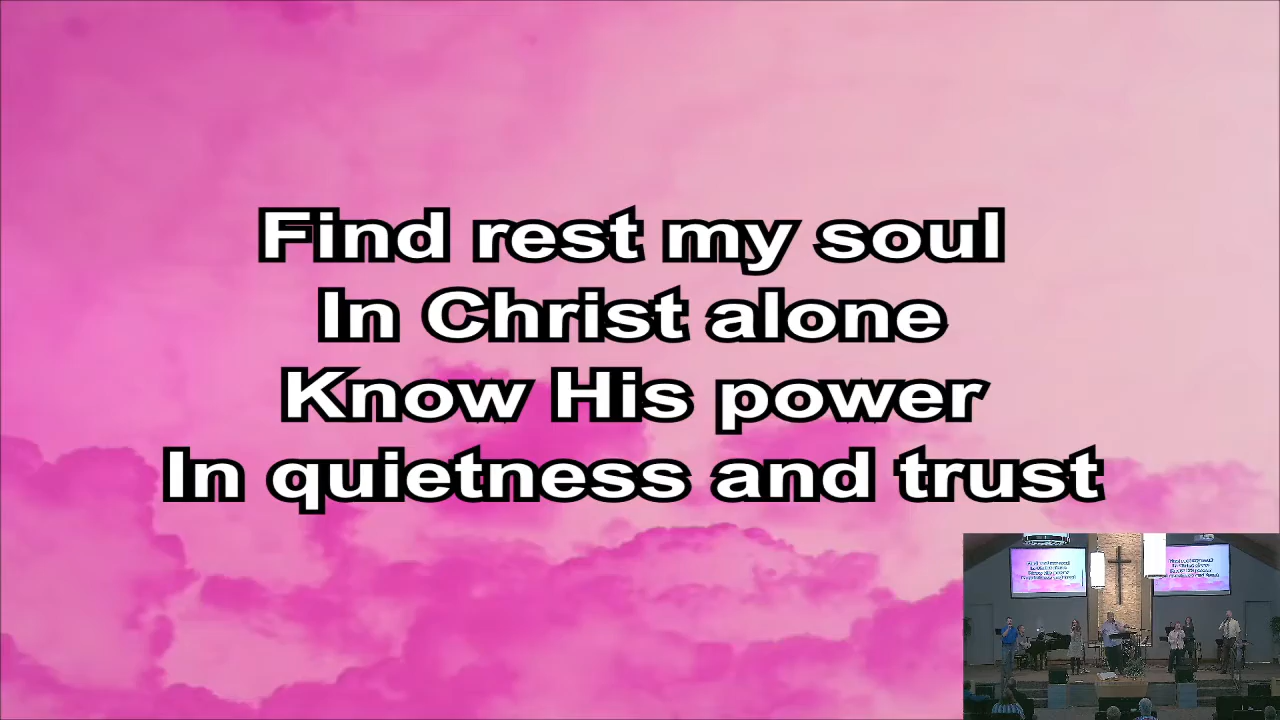 Find rest my soul
In Christ alone
Know His power
In quietness and trust